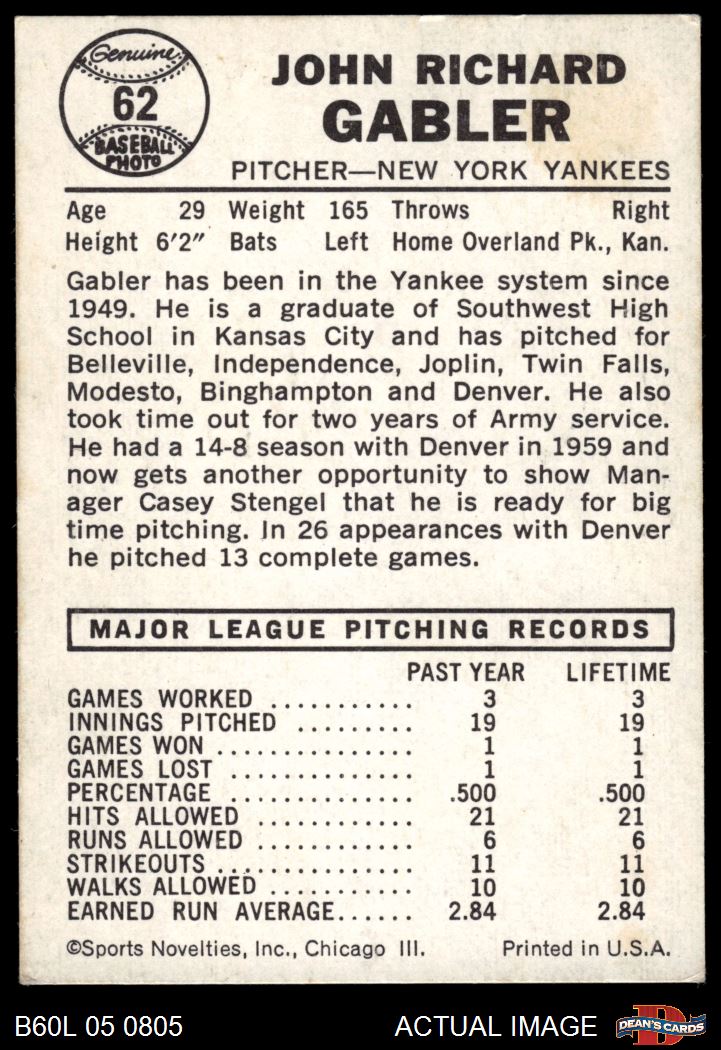 Genuine
62
BASEBALL
PHOTO
JOHN RICHARD
GABLER
PITCHER—NEW YORK YANKEES
Age 29 Weight 165 Throws Right
Height 6'2" Bats Left Home Overland Pk., Kan.
Gabler has been in the Yankee system since
1949. He is a graduate of Southwest High
School in Kansas City and has pitched for
Belleville, Independence, Joplin, Twin Falls,
Modesto, Binghampton and Denver. He also
took time out for two years of Army service.
He had a 14-8 season with Denver in 1959 and
now gets another opportunity to show Man-
ager Casey Stengel that he is ready for big
time pitching. In 26 appearances with Denver
he pitched 13 complete games.
MAJOR LEAGUE PITCHING RECORDS
PAST YEAR LIFETIME
GAMES WORKED ........... 3 3
INNINGS PITCHED ......... 19 19
GAMES WON ............... 1 1
GAMES LOST .............. 1 1
PERCENTAGE .............. .500 .500
HITS ALLOWED ............ 21 21
RUNS ALLOWED ............ 6 6
STRIKEOUTS ............... 11 11
WALKS ALLOWED ........... 10 10
EARNED RUN AVERAGE...... 2.84 2.84
©Sports Novelties, Inc., Chicago Ill. Printed in U.S.A.
B60L 05 0805 ACTUAL IMAGE DEAN'S CARDS